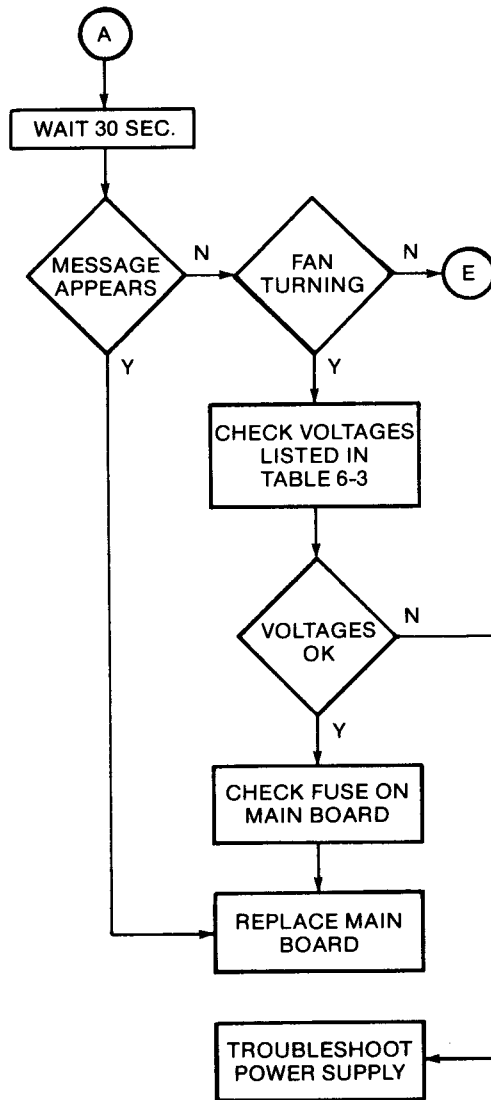 A
WAIT 30 SEC.
MESSAGE
APPEARS
N
Y
FAN
TURNING
N
E
Y
CHECK VOLTAGES
LISTED IN
TABLE 6-3
VOLTAGES
OK
N
Y
CHECK FUSE ON
MAIN BOARD
REPLACE MAIN
BOARD
TROUBLESHOOT
POWER SUPPLY